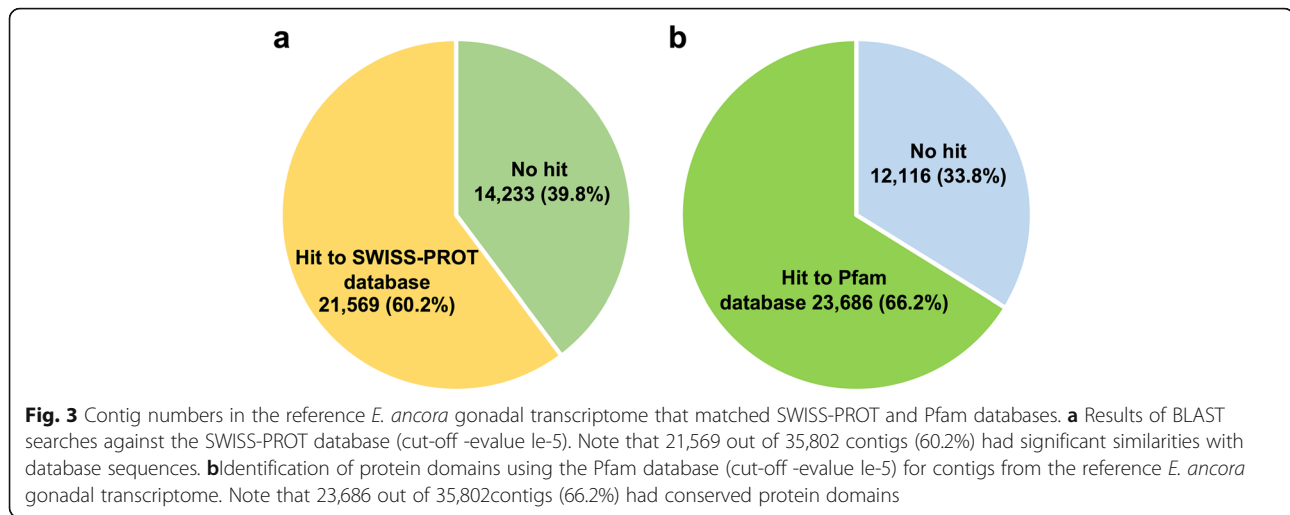 a
b
No hit
14,233 (39.8%)
Hit to SWISS-PROT
database
21,569 (60.2%)
No hit
12,116 (33.8%)
Hit to Pfam
database 23,686 (66.2%)
Fig. 3 Contig numbers in the reference E. ancora gonadal transcriptome that matched SWISS-PROT and Pfam databases. a Results of BLAST
searches against the SWISS-PROT database (cut-off -evalue le-5). Note that 21,569 out of 35,802 contigs (60.2%) had significant similarities with
database sequences. bIdentification of protein domains using the Pfam database (cut-off -evalue le-5) for contigs from the reference E. ancora
gonadal transcriptome. Note that 23,686 out of 35,802contigs (66.2%) had conserved protein domains